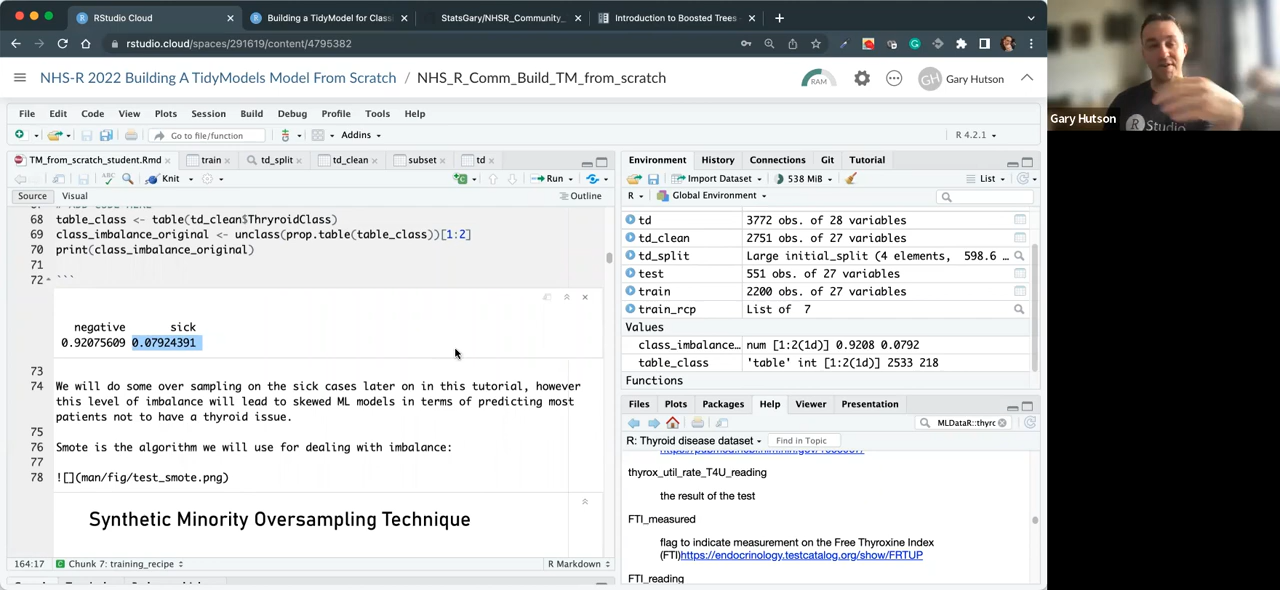 RStudio Cloud
Building a TidyModel for Class
StatsGary/NHSR_Community_
Introduction to Boosted Trees -
rstudio.cloud/spaces/291619/content/4795382
NHS-R 2022 Building A TidyModels Model From Scratch / NHS_R_Comm_Build_TM_from_scratch
RAM
GH Gary Hutson
File Edit Code View Plots Session Build Debug Profile Tools Help
Go to file/function Addins R 4.2.1
TM_from_scratch_student.Rmd train td_split td_clean subset td
Knit Run
Source Visual Outline
68 table_class <- table(td_clean$ThryroidClass)
69 class_imbalance_original <- unclass(prop.table(table_class))[1:2]
70 print(class_imbalance_original)
71
72 ```
negative sick
0.92075609 0.07924391
73
74 We will do some over sampling on the sick cases later on in this tutorial, however
this level of imbalance will lead to skewed ML models in terms of predicting most
patients not to have a thyroid issue.
75
76 Smote is the algorithm we will use for dealing with imbalance:
77
78 ![](man/fig/test_smote.png)
Synthetic Minority Oversampling Technique
164:17 Chunk 7: training_recipe R Markdown
Environment History Connections Git Tutorial
Import Dataset 538 MiB List
R Global Environment
td 3772 obs. of 28 variables
td_clean 2751 obs. of 27 variables
td_split Large initial_split (4 elements, 598.6 …
test 551 obs. of 27 variables
train 2200 obs. of 27 variables
train_rcp List of 7
Values
class_imbalance… num [1:2(1d)] 0.9208 0.0792
table_class 'table' int [1:2(1d)] 2533 218
Functions
Files Plots Packages Help Viewer Presentation
MLDataR::thyrc
R: Thyroid disease dataset Find in Topic
thyrox_util_rate_T4U_reading
the result of the test
FTI_measured
flag to indicate measurement on the Free Thyroxine Index
(FTI)https://endocrinology.testcatalog.org/show/FRTUP
FTI_reading
Gary Hutson
R Studio